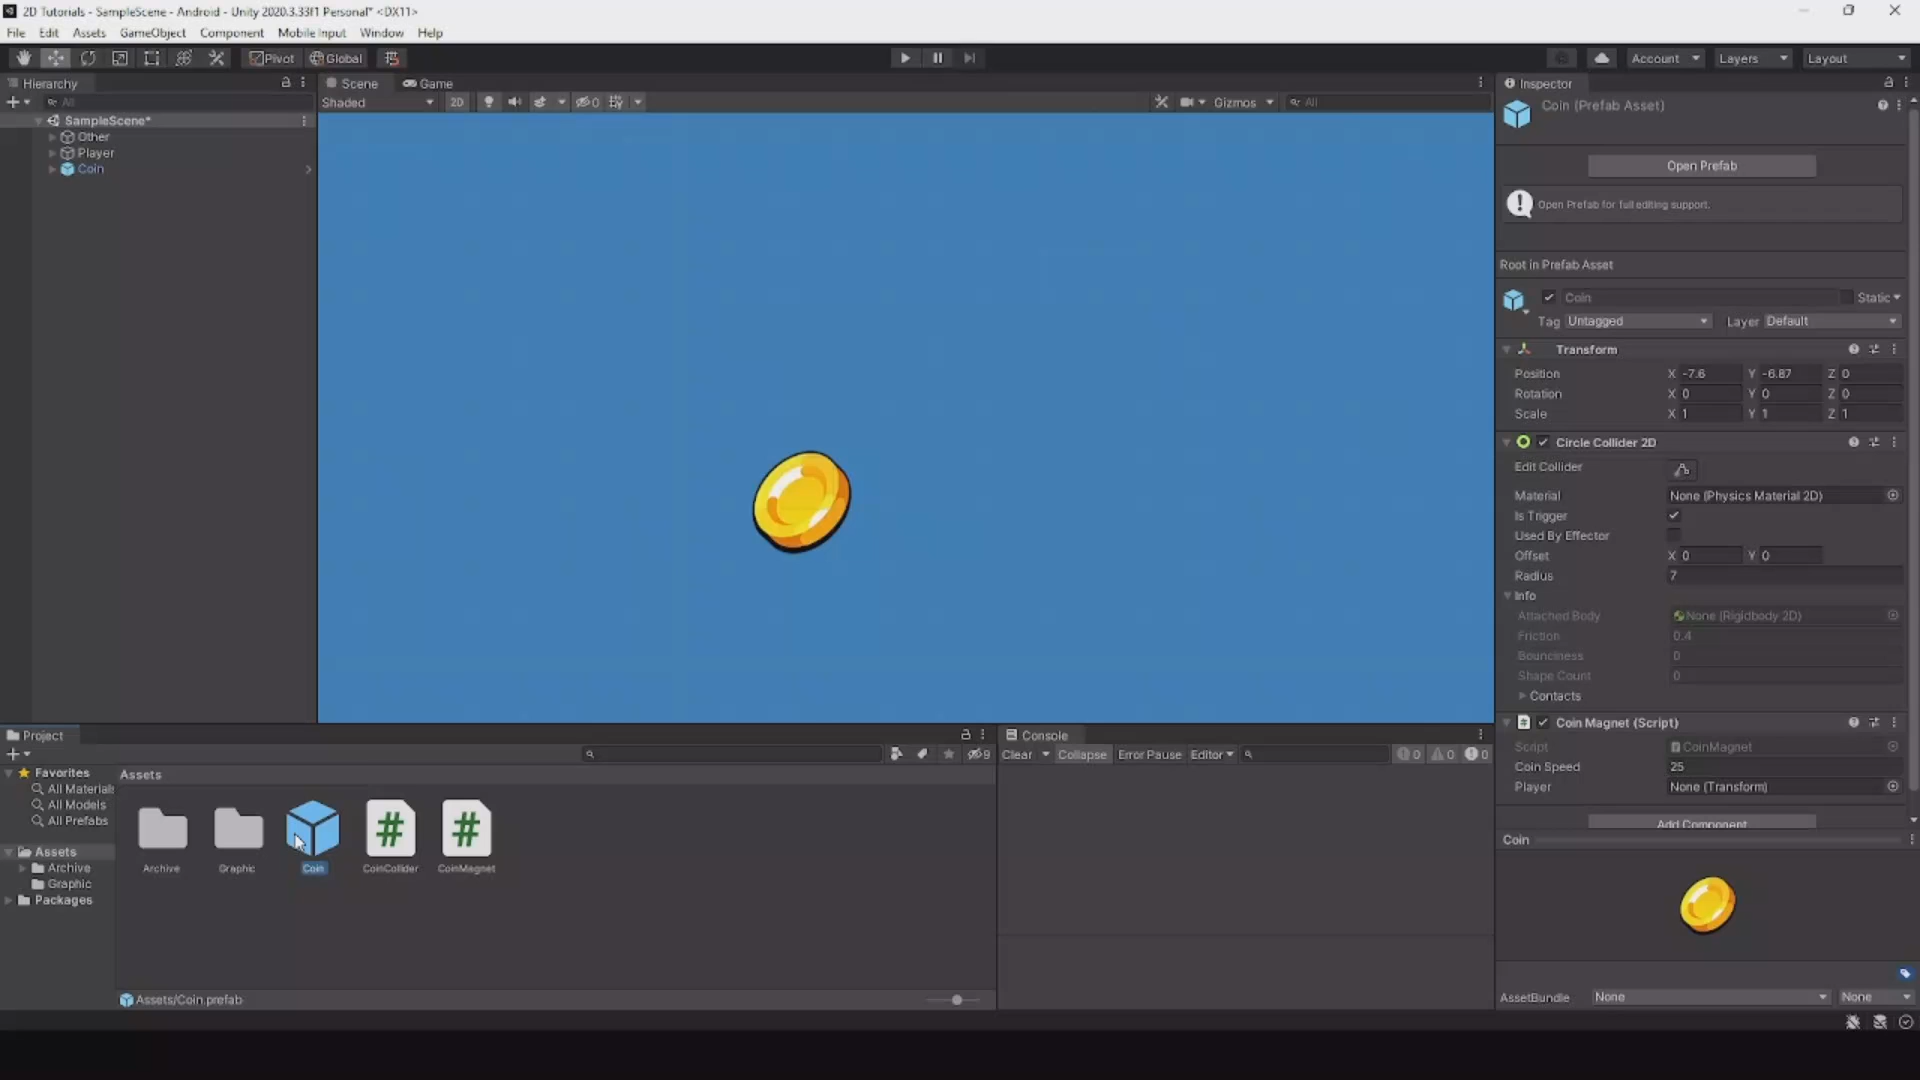 2D Tutorials - SampleScene - Android - Unity 2020.3.33f1 Personal* <DX11>
File Edit Assets GameObject Component Mobile Input Window Help
Pivot Global Account Layers Layout
Hierarchy
All
SampleScene*
Other
Player
Coin
Scene Game
Shaded 2D 0 Gizmos All
Inspector
Coin (Prefab Asset)
Open Prefab
Open Prefab for full editing support.
Root in Prefab Asset
Coin Static
Tag Untagged Layer Default
Transform
Position X -7.6 Y -6.87 Z 0
Rotation X 0 Y 0 Z 0
Scale X 1 Y 1 Z 1
Circle Collider 2D
Edit Collider
Material None (Physics Material 2D)
Is Trigger
Used By Effector
Offset X 0 Y 0
Radius 7
Info
Attached Body None (Rigidbody 2D)
Friction 0.4
Bounciness 0
Shape Count 0
Contacts
Coin Magnet (Script)
Script CoinMagnet
Coin Speed 25
Player None (Transform)
Add Component
Coin
AssetBundle None None
Project
9
Favorites
All Materials
All Models
All Prefabs
Assets
Archive
Graphic
Packages
Assets
Archive Graphic Coin CoinCollider CoinMagnet
Assets/Coin.prefab
Console
Clear Collapse Error Pause Editor 0 0 0